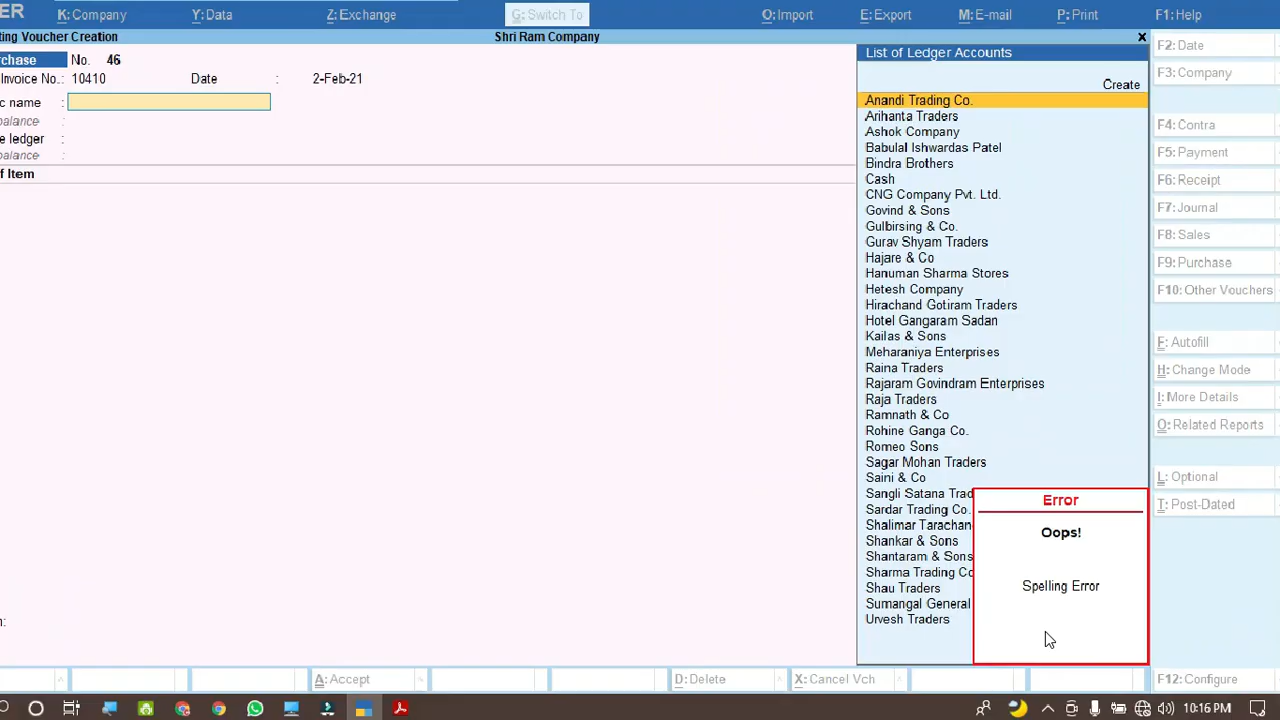 ER
K: Company
Y: Data
Z: Exchange
G: Switch To
O: Import
E: Export
M: E-mail
P: Print
F1: Help
ting Voucher Creation
Shri Ram Company
x
rchase
No. 46
Invoice No.: 10410
Date : 2-Feb-21
c name :
balance :
e ledger :
balance :
f Item
n:
List of Ledger Accounts
Create
Anandi Trading Co.
Arihanta Traders
Ashok Company
Babulal Ishwardas Patel
Bindra Brothers
Cash
CNG Company Pvt. Ltd.
Govind & Sons
Gulbirsing & Co.
Gurav Shyam Traders
Hajare & Co
Hanuman Sharma Stores
Hetesh Company
Hirachand Gotiram Traders
Hotel Gangaram Sadan
Kailas & Sons
Meharaniya Enterprises
Raina Traders
Rajaram Govindram Enterprises
Raja Traders
Ramnath & Co
Rohine Ganga Co.
Romeo Sons
Sagar Mohan Traders
Saini & Co
Sangli Satana Trad
Sardar Trading Co.
Shalimar Tarachan
Shankar & Sons
Shantaram & Sons
Sharma Trading Co
Shau Traders
Sumangal General
Urvesh Traders
Error
Oops!
Spelling Error
F2: Date
F3: Company
F4: Contra
F5: Payment
F6: Receipt
F7: Journal
F8: Sales
F9: Purchase
F10: Other Vouchers
F: Autofill
H: Change Mode
I: More Details
O: Related Reports
L: Optional
T: Post-Dated
F12: Configure
A: Accept
D: Delete
X: Cancel Vch
10:16 PM